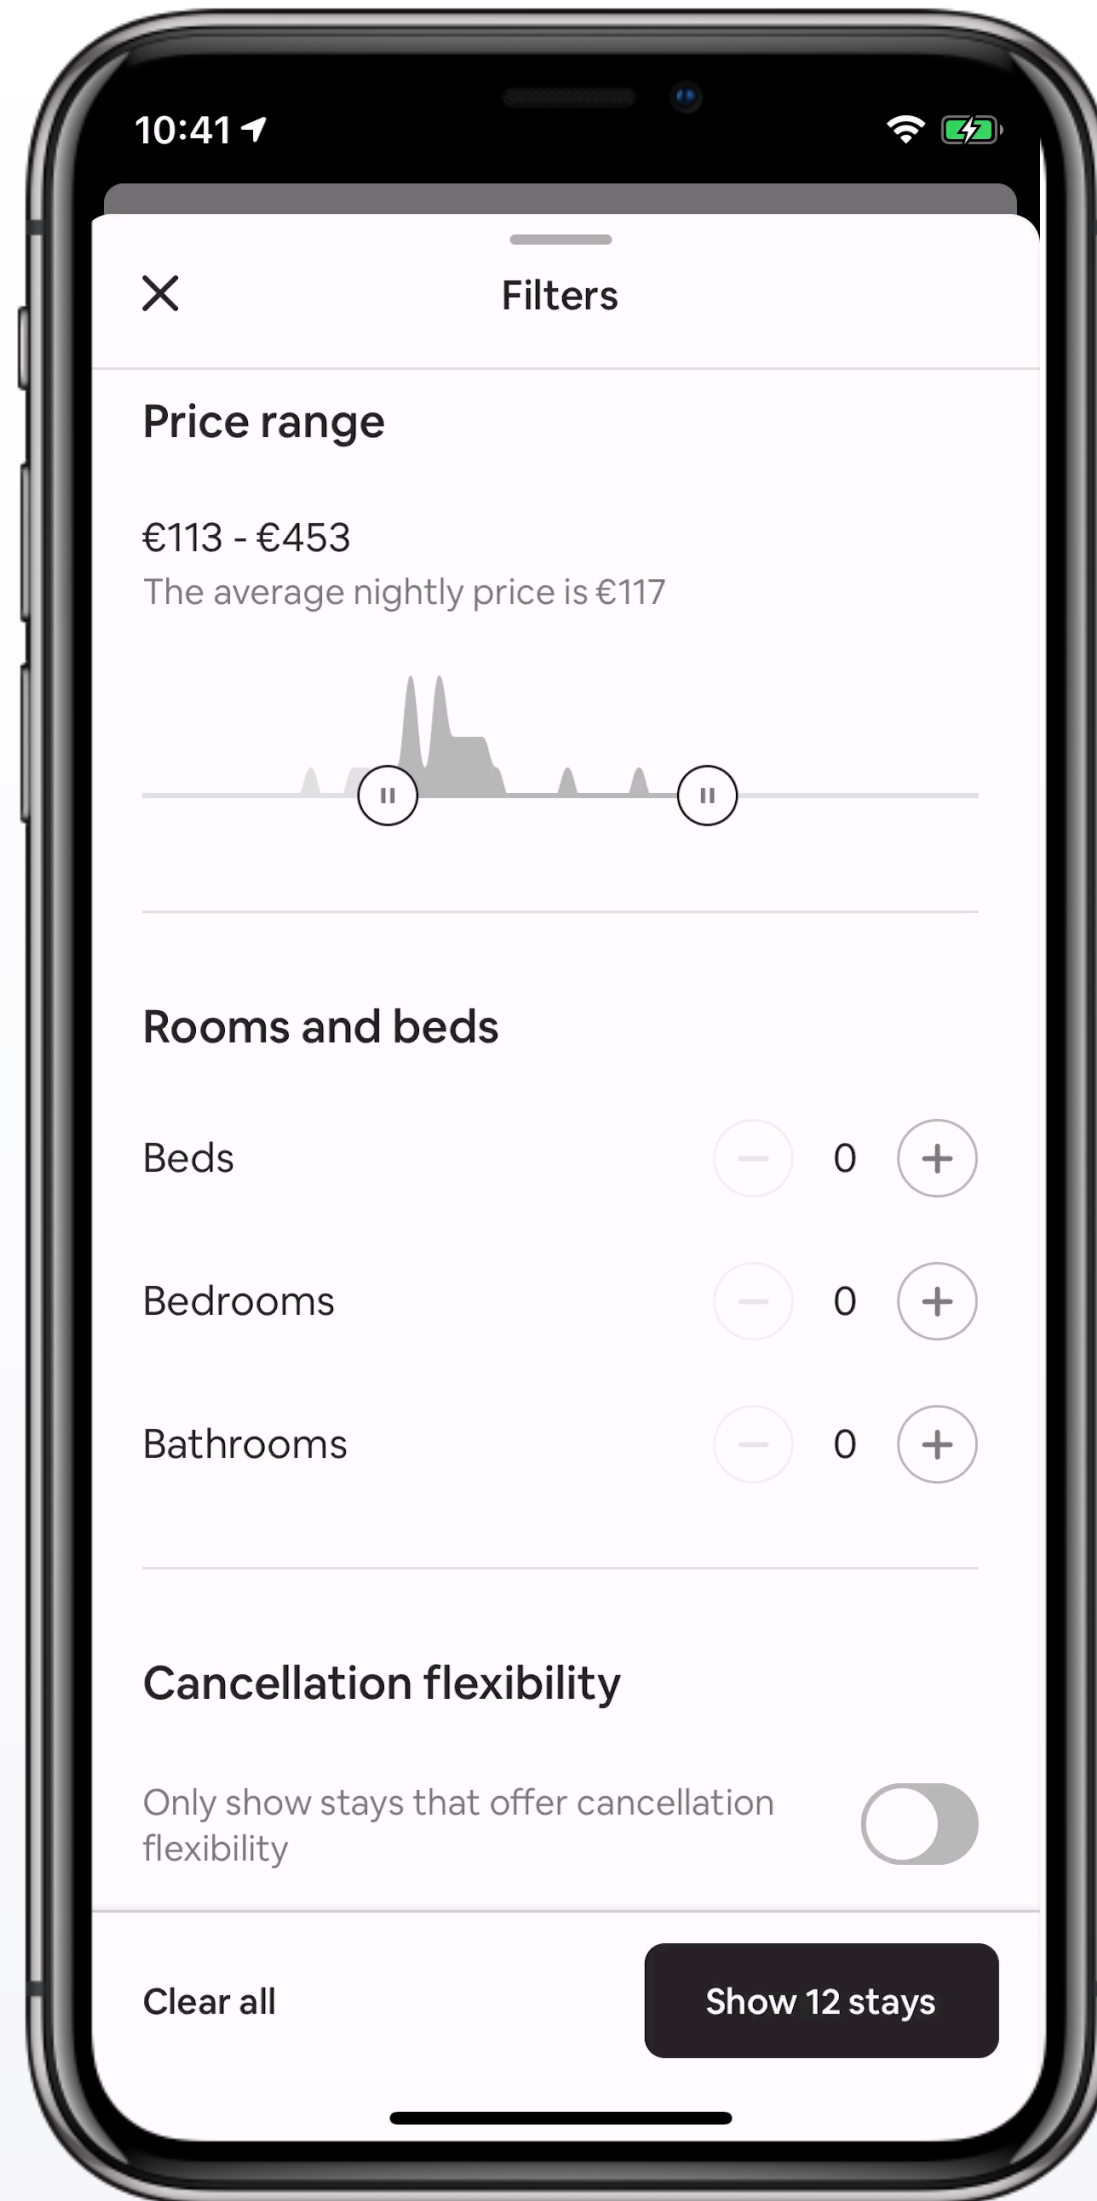 10:41
Filters
Price range
€113 - €453
The average nightly price is €117
Rooms and beds
Beds
0
Bedrooms
0
Bathrooms
0
Cancellation flexibility
Only show stays that offer cancellation
flexibility
Clear all
Show 12 stays